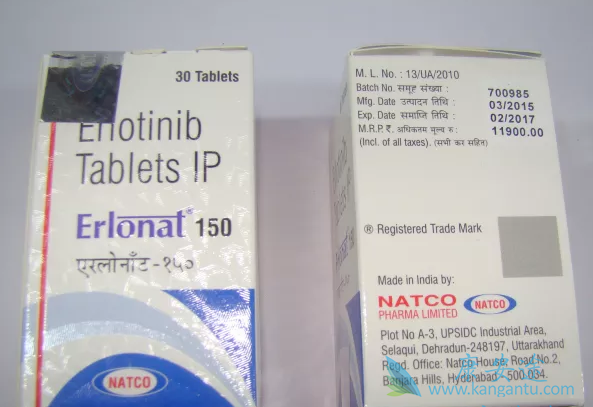 30 Tablets
Erlotinib
Tablets IP
Erlonat® 150
एरलोनाँट-१५०
NATCO
M. L. No. : 13/UA/2010
Batch No. समूह संख्या : 700985
Mfg. Date उत्पादन तिथि : 03/2015
Exp. Date समाप्ति तिथि : 02/2017
M.R.P. ₹. अधिकतम मूल्य रु : 11900.00
(Incl. of all taxes). (सभी कर सहित)
® Registered Trade Mark
Made in India by:
NATCO
PHARMA LIMITED
NATCO
Plot No A-3, UPSIDC Industrial Area,
Selaqui, Dehradun-248197, Uttarakhand
Regd. Office: Natco House, Road No.2,
Banjara Hills, Hyderabad - 500 034.
www.kangantu.com